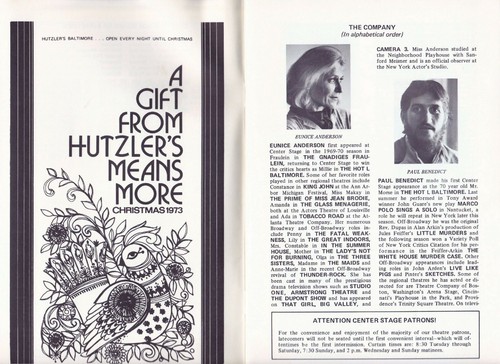 HUTZLER'S BALTIMORE ... OPEN EVERY NIGHT UNTIL CHRISTMAS
A
GIFT
FROM
HUTZLER'S
MEANS
MORE
CHRISTMAS 1973
THE COMPANY
(In alphabetical order)
CAMERA 3. Miss Anderson studied
at the Neighborhood Playhouse with San-
ford Meisner and is an official observer at
the New York Actor's Studio.
EUNICE ANDERSON
EUNICE ANDERSON first appeared at
Center Stage in the 1969-70 season in
Fraulein in THE GNADIGES FRAU-
LEIN, returning to Center Stage to win
the critics hearts as Millie in THE HOT L
BALTIMORE. Some of her favorite roles
played in other regional theatres include
Constance in KING JOHN at the Ann Ar-
bor Michigan Festival, Miss Makay in
THE PRIME OF MISS JEAN BRODIE,
Amanda in THE GLASS MENAGERIE,
both at the Actors Theatre of Louisville
and Ada in TOBACCO ROAD at the At-
lanta Theatre Company. Her numerous
Broadway and Off-Broadway roles in-
clude Penny in THE FATAL WEAK-
NESS, Lily in THE GREAT INDOORS,
Mrs. Constable in IN THE SUMMER
HOUSE, Mother in THE LADY'S NOT
FOR BURNING, Olga in THE THREE
SISTERS, Madame in THE MAIDS and
Anne-Marie in the recent Off-Broadway
revival of THUNDER-ROCK. She has
been cast in many of the prestigious
drama television shows such as STUDIO
ONE, ARMSTRONG THEATRE and
THE DUPONT SHOW and has appeared
on THAT GIRL, BIG VALLEY, and
PAUL BENEDICT
PAUL BENEDICT made his first Center
Stage appearance as the 70 year old Mr.
Morse in THE HOT L BALTIMORE. Last
summer he performed in Tony Award
winner John Guare's new play MARCO
POLO SINGS A SOLO in Nantucket, a
role he will repeat in New York later this
season. Off-Broadway he was the original
Rev. Dupas in Alan Arkin's production of
Jules Feiffer's LITTLE MURDERS and
the following season won a Variety Poll
of New York Critics Citation for his per-
formance in the Feiffer-Arkin THE
WHITE HOUSE MURDER CASE. Other
Off-Broadway appearances include lead-
ing roles in John Arden's LIVE LIKE
PIGS and Pinter's SKETCHES. Some of
the regional theatres he has acted or di-
rected for are Theatre Company of Bos-
ton, Washington's Arena Stage, Cincin-
nati's Playhouse in the Park, and Provi-
dence's Trinity Square Theatre. On televi-
ATTENTION CENTER STAGE PATRONS!
For the convenience and enjoyment of the majority of our theatre patrons,
latecomers will not be seated until the first convenient interval—which will of-
tentimes be the first intermission. Curtain times are: 8:30 Tuesday through
Saturday, 7:30 Sunday, and 2 p.m. Wednesday and Sunday matinees.